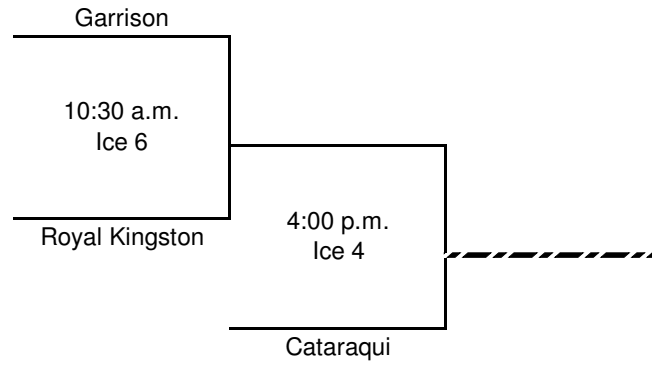 Garrison
10:30 a.m.
Ice 6
Royal Kingston
4:00 p.m.
Ice 4
Cataraqui